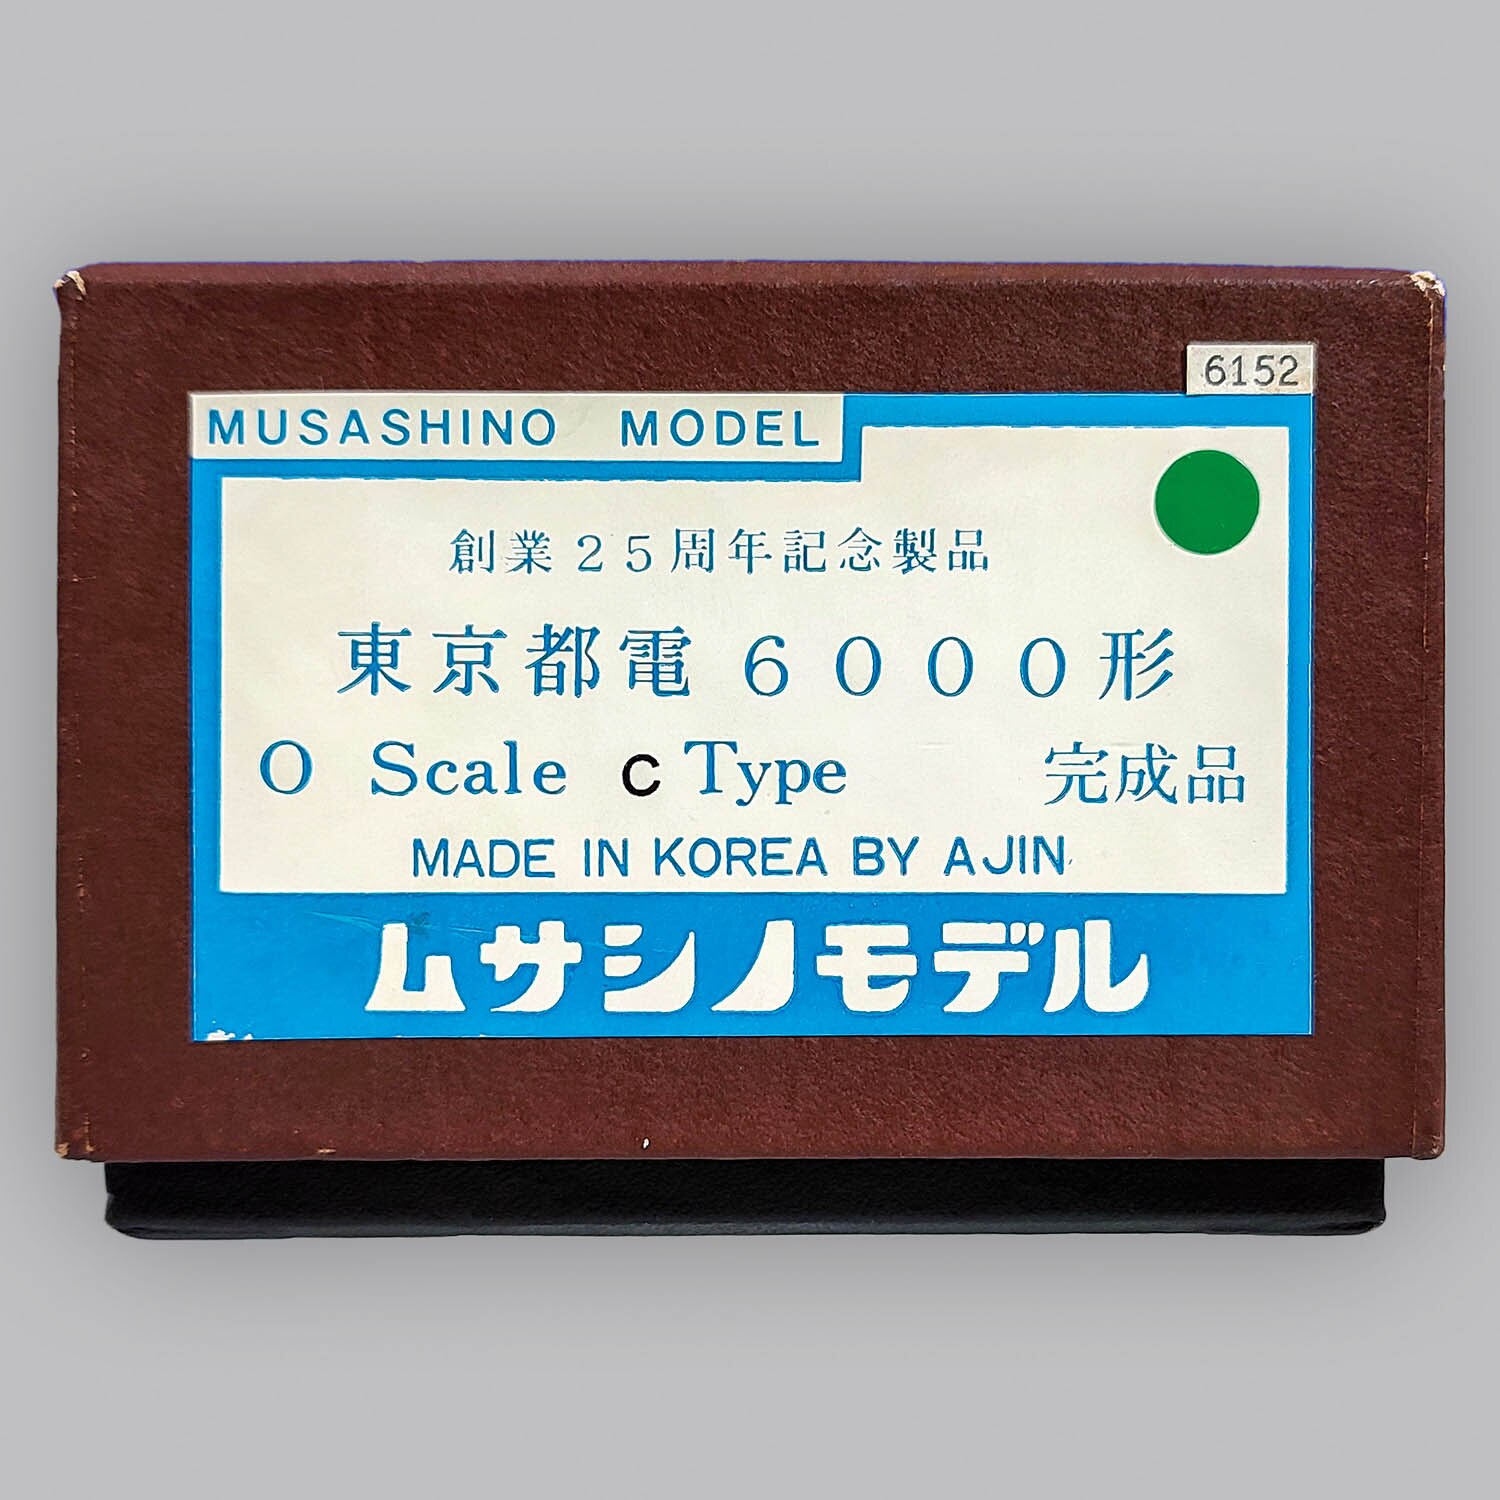 6152
MUSASHINO MODEL
創業25周年記念製品
東京都電6000形
O Scale C Type 完成品
MADE IN KOREA BY AJIN
ムサシノモデル